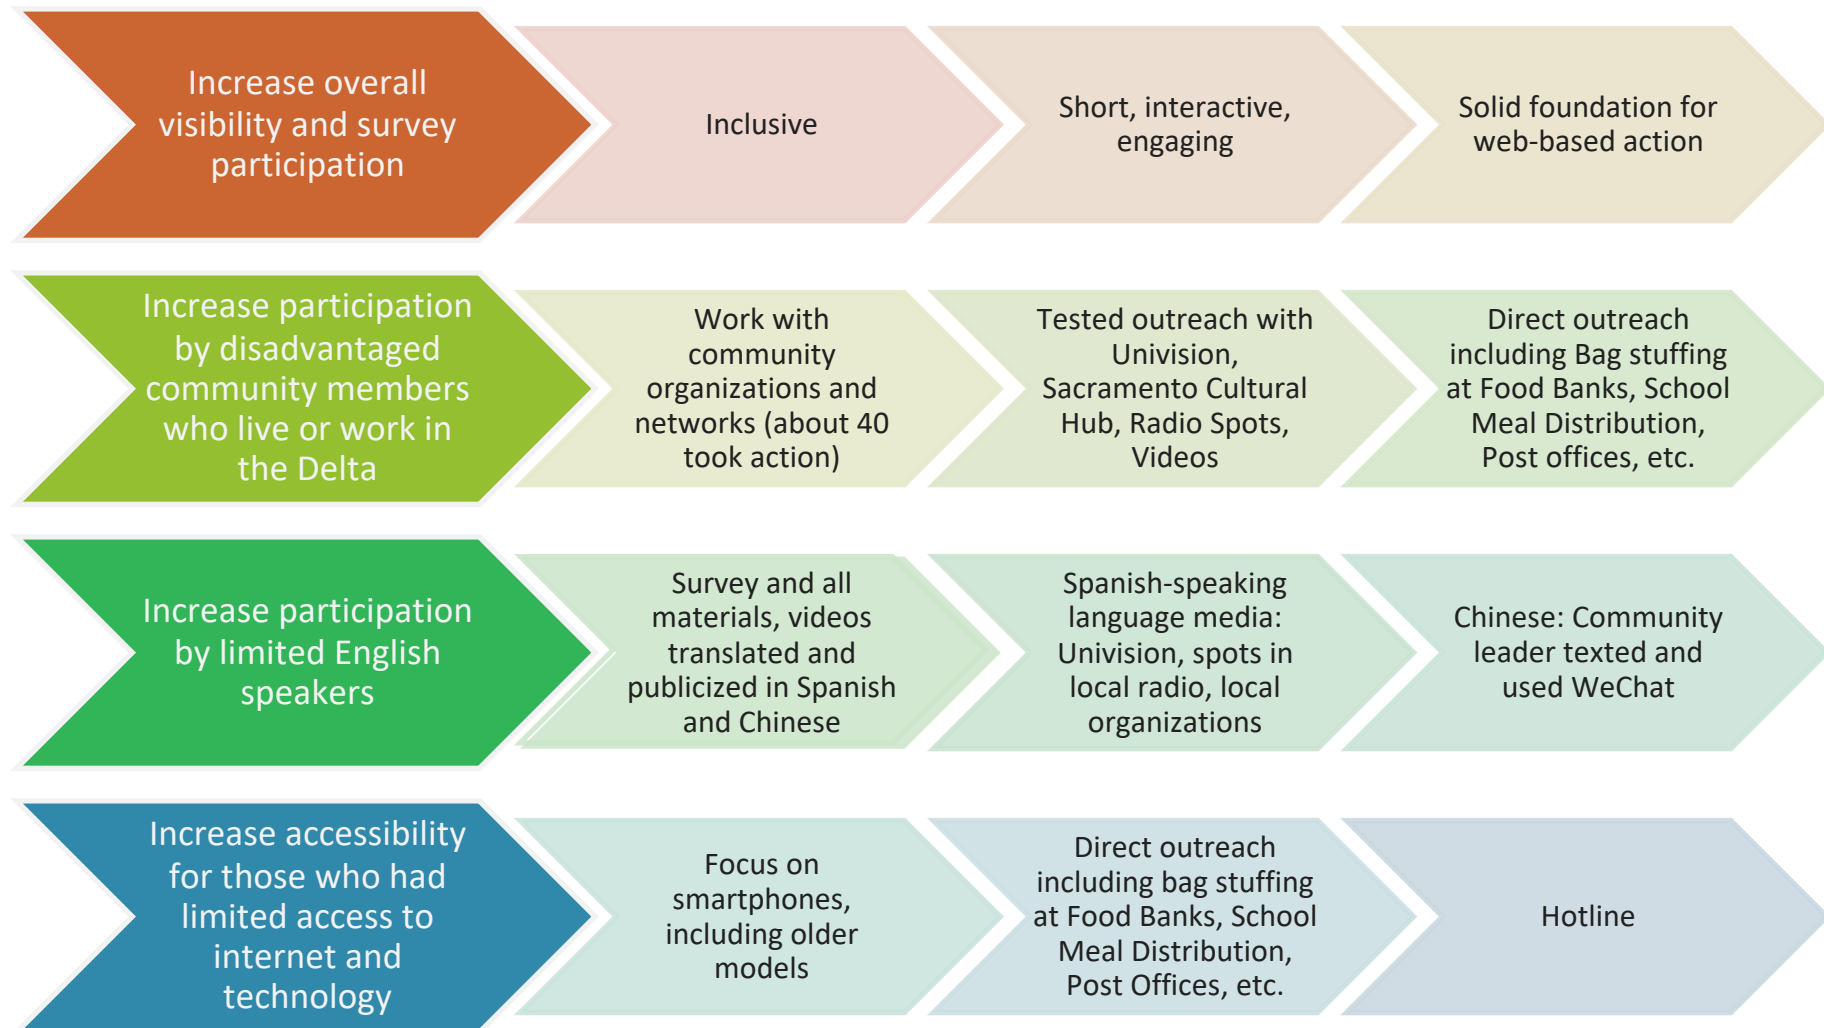 Increase overall
visibility and survey
participation
Inclusive
Short, interactive,
engaging
Solid foundation for
web-based action
Increase participation
by disadvantaged
community members
who live or work in
the Delta
Work with
community
organizations and
networks (about 40
took action)
Tested outreach with
Univision,
Sacramento Cultural
Hub, Radio Spots,
Videos
Direct outreach
including Bag stuffing
at Food Banks, School
Meal Distribution,
Post offices, etc.
Increase participation
by limited English
speakers
Survey and all
materials, videos
translated and
publicized in Spanish
and Chinese
Spanish-speaking
language media:
Univision, spots in
local radio, local
organizations
Chinese: Community
leader texted and
used WeChat
Increase accessibility
for those who had
limited access to
internet and
technology
Focus on
smartphones,
including older
models
Direct outreach
including bag stuffing
at Food Banks, School
Meal Distribution,
Post Offices, etc.
Hotline